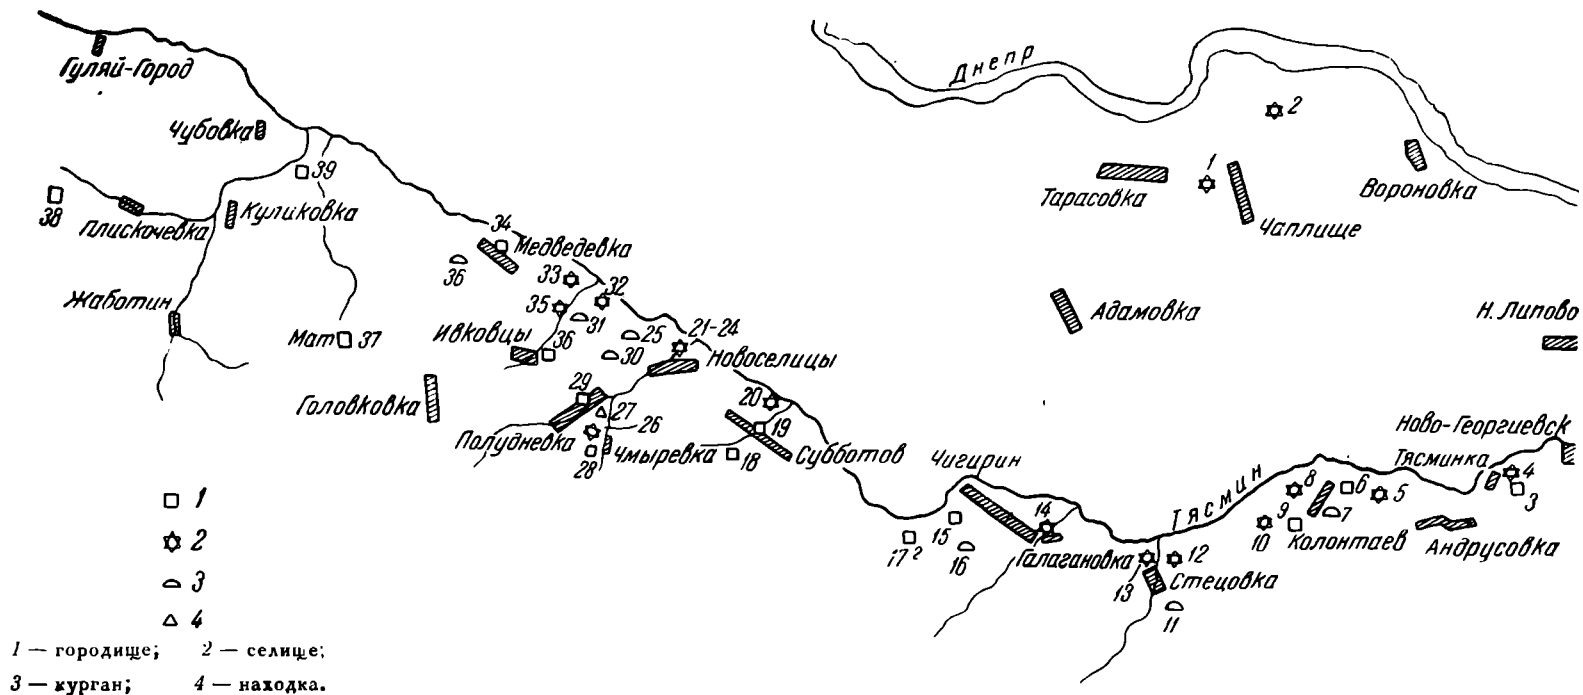 Гуляй-Город
Чубовка
39
38
Плискачевка
Куликовка
Жаботин
Мат 37
34
Медведевка
36
33
32
35
31
Ивковцы
36
25
30
21-24
Новоселицы
Головковка
29
27
26
Полудневка
28
Чмыревка
20
19
18
Субботов
Чигирин
17?
15
16
14
Галагановка
Днепр
2
1
Тарасовка
Чаплище
Вороновка
Адамовка
Н. Липово
Ново-Георгиевск
Тясминка
4
3
Тясмин
8
6
5
9
7
10
Колонтаев
Андрусовка
12
13
Стецовка
11
1
2
3
4
1 — городище; 2 — селище;
3 — курган; 4 — находка.